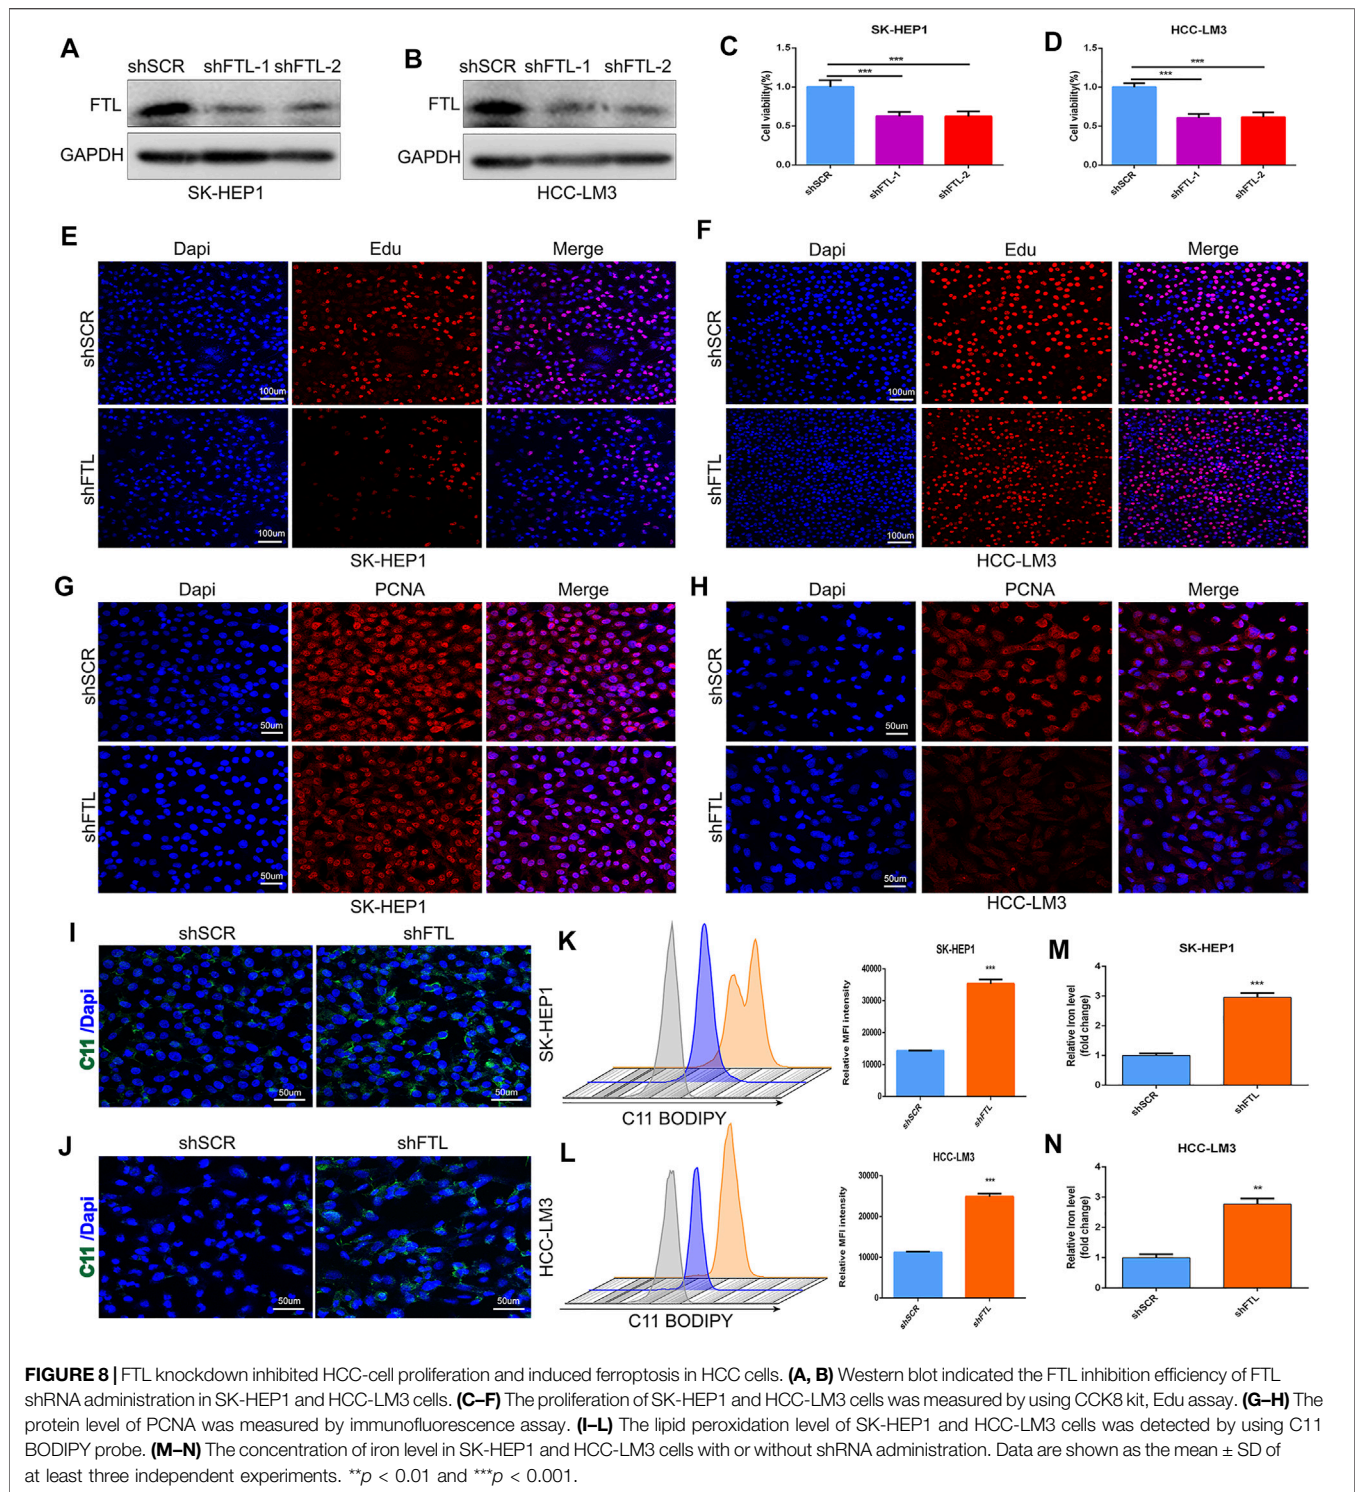 A
shSCR shFTL-1 shFTL-2
FTL
GAPDH
SK-HEP1
B
shSCR shFTL-1 shFTL-2
FTL
GAPDH
HCC-LM3
C
SK-HEP1
Cell viability(%)
1.5
1.0
0.5
0.0
***
***
shSCR
shFTL-1
shFTL-2
D
HCC-LM3
Cell viability(%)
1.5
1.0
0.5
0.0
***
***
shSCR
shFTL-1
shFTL-2
E
Dapi Edu Merge
shSCR
100um
shFTL
100um
SK-HEP1
F
Dapi Edu Merge
shSCR
100um
shFTL
100um
HCC-LM3
G
Dapi PCNA Merge
shSCR
50um
shFTL
50um
SK-HEP1
H
Dapi PCNA Merge
shSCR
50um
shFTL
50um
HCC-LM3
I
shSCR shFTL
C11 /Dapi
50um
50um
J
shSCR shFTL
C11 /Dapi
50um
50um
K
SK-HEP1
C11 BODIPY
SK-HEP1
Relative MFI intensity
40000
30000
20000
10000
0
***
shSCR
shFTL
L
HCC-LM3
C11 BODIPY
HCC-LM3
Relative MFI intensity
30000
20000
10000
0
***
shSCR
shFTL
M
SK-HEP1
Relative Iron level
(fold change)
4
3
2
1
0
***
shSCR
shFTL
N
HCC-LM3
Relative Iron level
(fold change)
4
3
2
1
0
**
shSCR
shFTL
FIGURE 8 | FTL knockdown inhibited HCC-cell proliferation and induced ferroptosis in HCC cells. (A, B) Western blot indicated the FTL inhibition efficiency of FTL
shRNA administration in SK-HEP1 and HCC-LM3 cells. (C–F) The proliferation of SK-HEP1 and HCC-LM3 cells was measured by using CCK8 kit, Edu assay. (G–H) The
protein level of PCNA was measured by immunofluorescence assay. (I–L) The lipid peroxidation level of SK-HEP1 and HCC-LM3 cells was detected by using C11
BODIPY probe. (M–N) The concentration of iron level in SK-HEP1 and HCC-LM3 cells with or without shRNA administration. Data are shown as the mean ± SD of
at least three independent experiments. **p < 0.01 and ***p < 0.001.